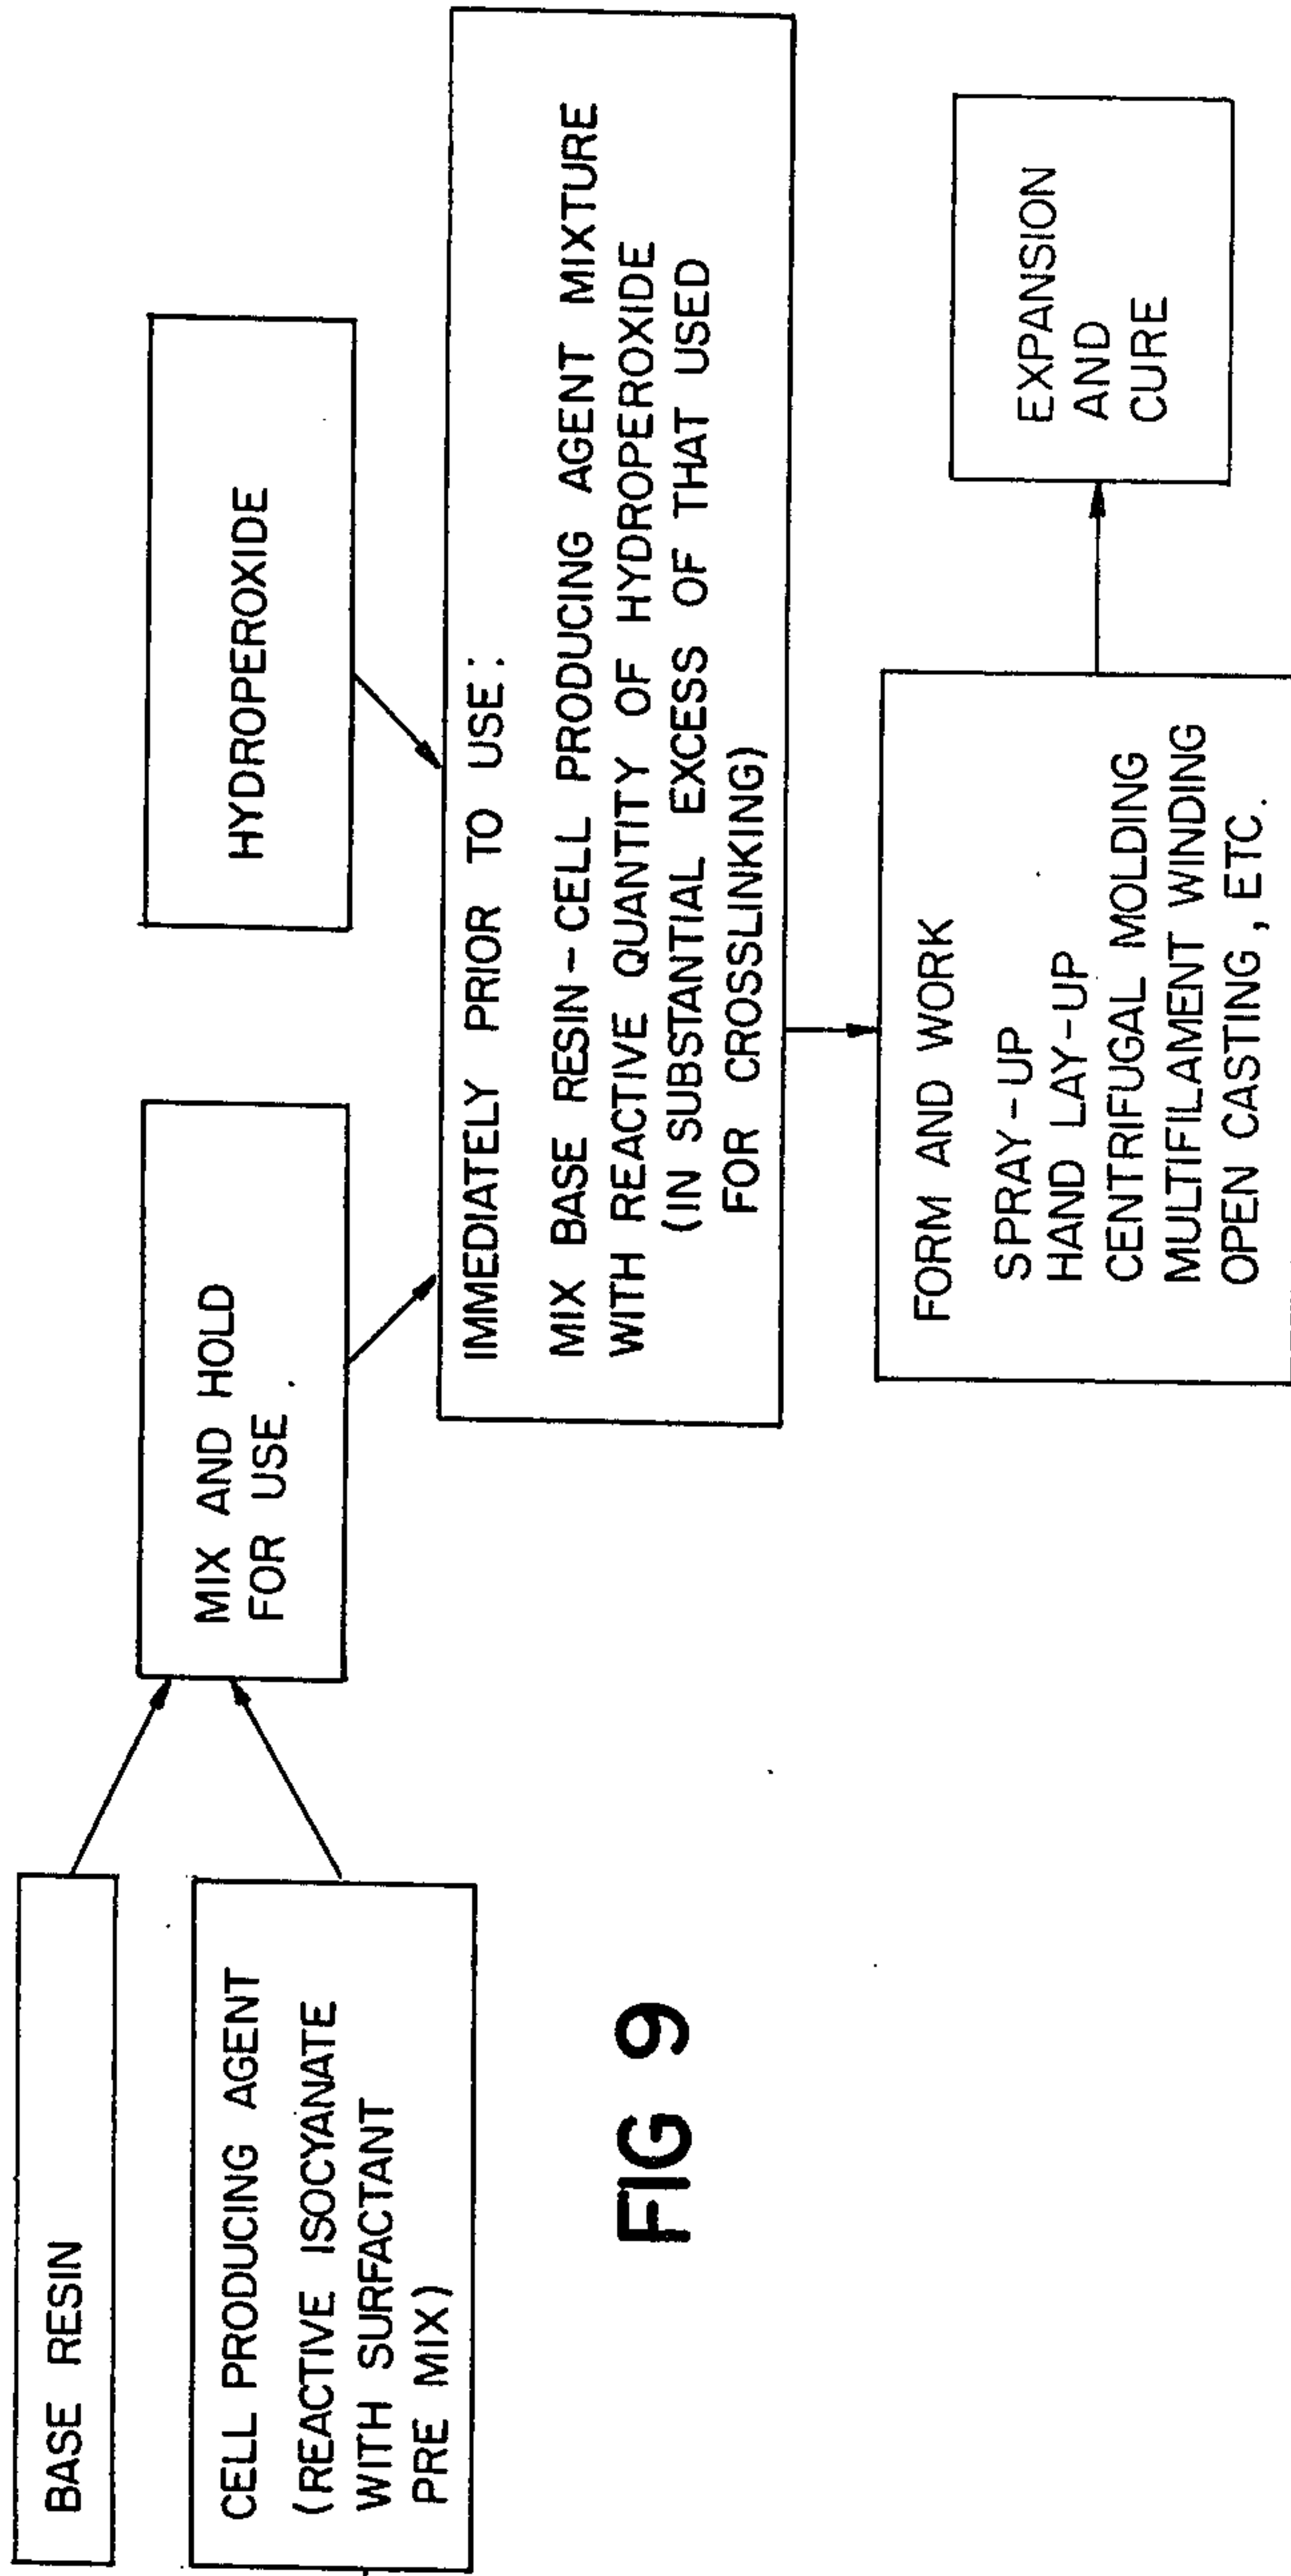 BASE RESIN
CELL PRODUCING AGENT
(REACTIVE ISOCYANATE
WITH SURFACTANT
PRE MIX)
MIX AND HOLD
FOR USE
HYDROPEROXIDE
IMMEDIATELY PRIOR TO USE:
MIX BASE RESIN-CELL PRODUCING AGENT MIXTURE
WITH REACTIVE QUANTITY OF HYDROPEROXIDE
(IN SUBSTANTIAL EXCESS OF THAT USED
FOR CROSSLINKING)
FORM AND WORK
SPRAY-UP
HAND LAY-UP
CENTRIFUGAL MOLDING
MULTIFILAMENT WINDING
OPEN CASTING, ETC.
EXPANSION
AND
CURE
FIG 9